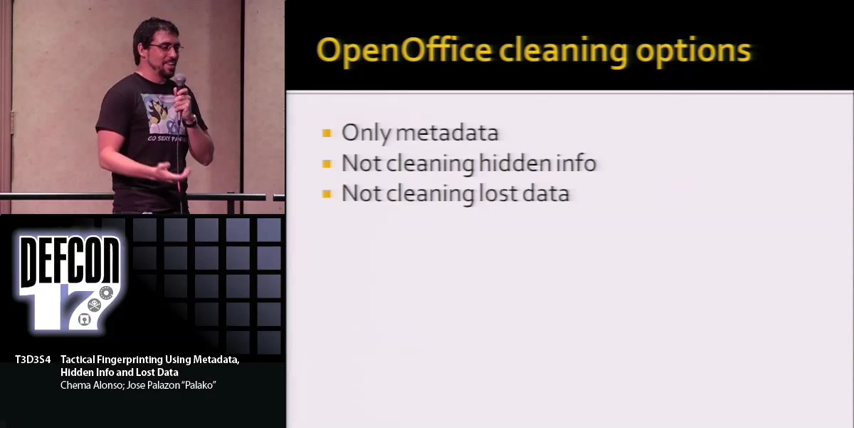 OpenOffice cleaning options
Only metadata
Not cleaning hidden info
Not cleaning lost data
DEFCON
17
T3D3S4 Tactical Fingerprinting Using Metadata,
Hidden Info and Lost Data
Chema Alonso; Jose Palazon "Palako"